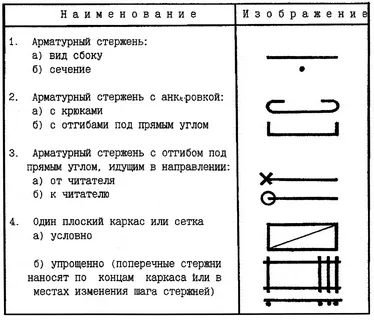 Наименование Изображение
1. Арматурный стержень:
а) вид сбоку
б) сечение
2. Арматурный стержень с анкеровкой:
а) с крюками
б) с отгибами под прямым углом
3. Арматурный стержень с отгибом под
прямым углом, идущим в направлении:
а) от читателя
б) к читателю
4. Один плоский каркас или сетка
а) условно
б) упрощенно (поперечные стержни
наносят по концам каркаса или в
местах изменения шага стержней)